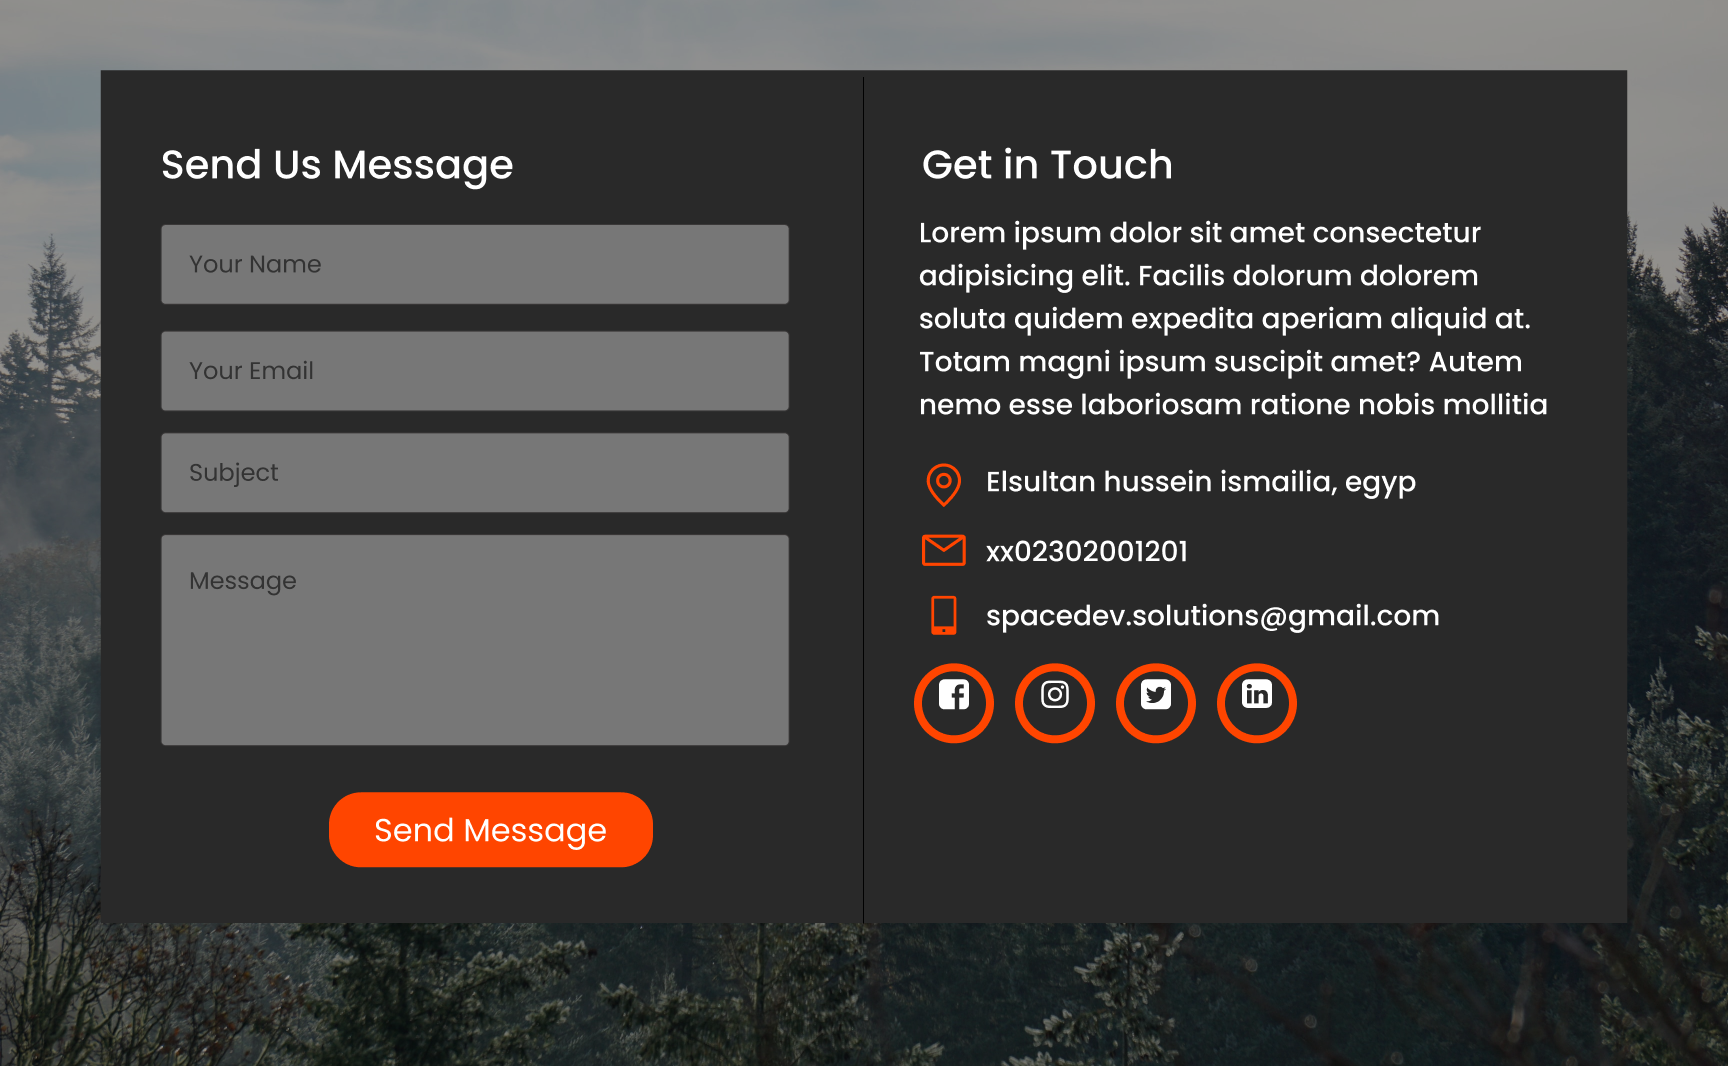 Send Us Message
Your Name
Your Email
Subject
Message
Send Message
Get in Touch
Lorem ipsum dolor sit amet consectetur
adipisicing elit. Facilis dolorum dolorem
soluta quidem expedita aperiam aliquid at.
Totam magni ipsum suscipit amet? Autem
nemo esse laboriosam ratione nobis mollitia
Elsultan hussein ismailia, egyp
xx02302001201
spacedev.solutions@gmail.com